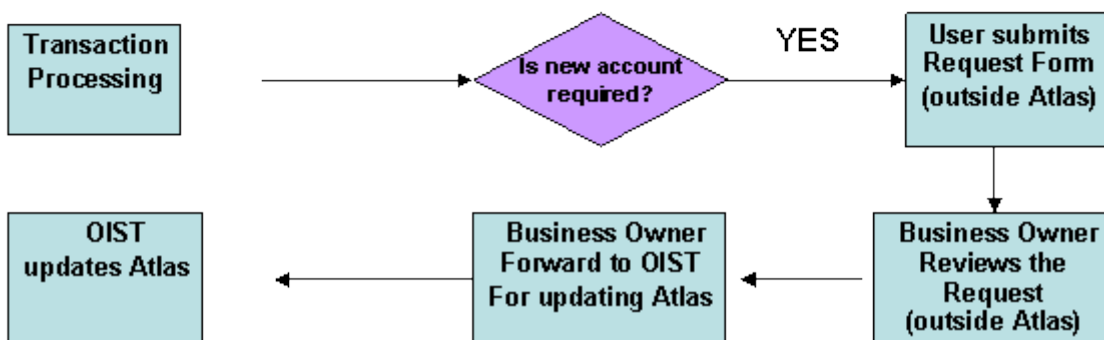 Transaction
Processing
Is new account
required?
YES
User submits
Request Form
(outside Atlas)
Business Owner
Reviews the
Request
(outside Atlas)
Business Owner
Forward to OIST
For updating Atlas
OIST
updates Atlas